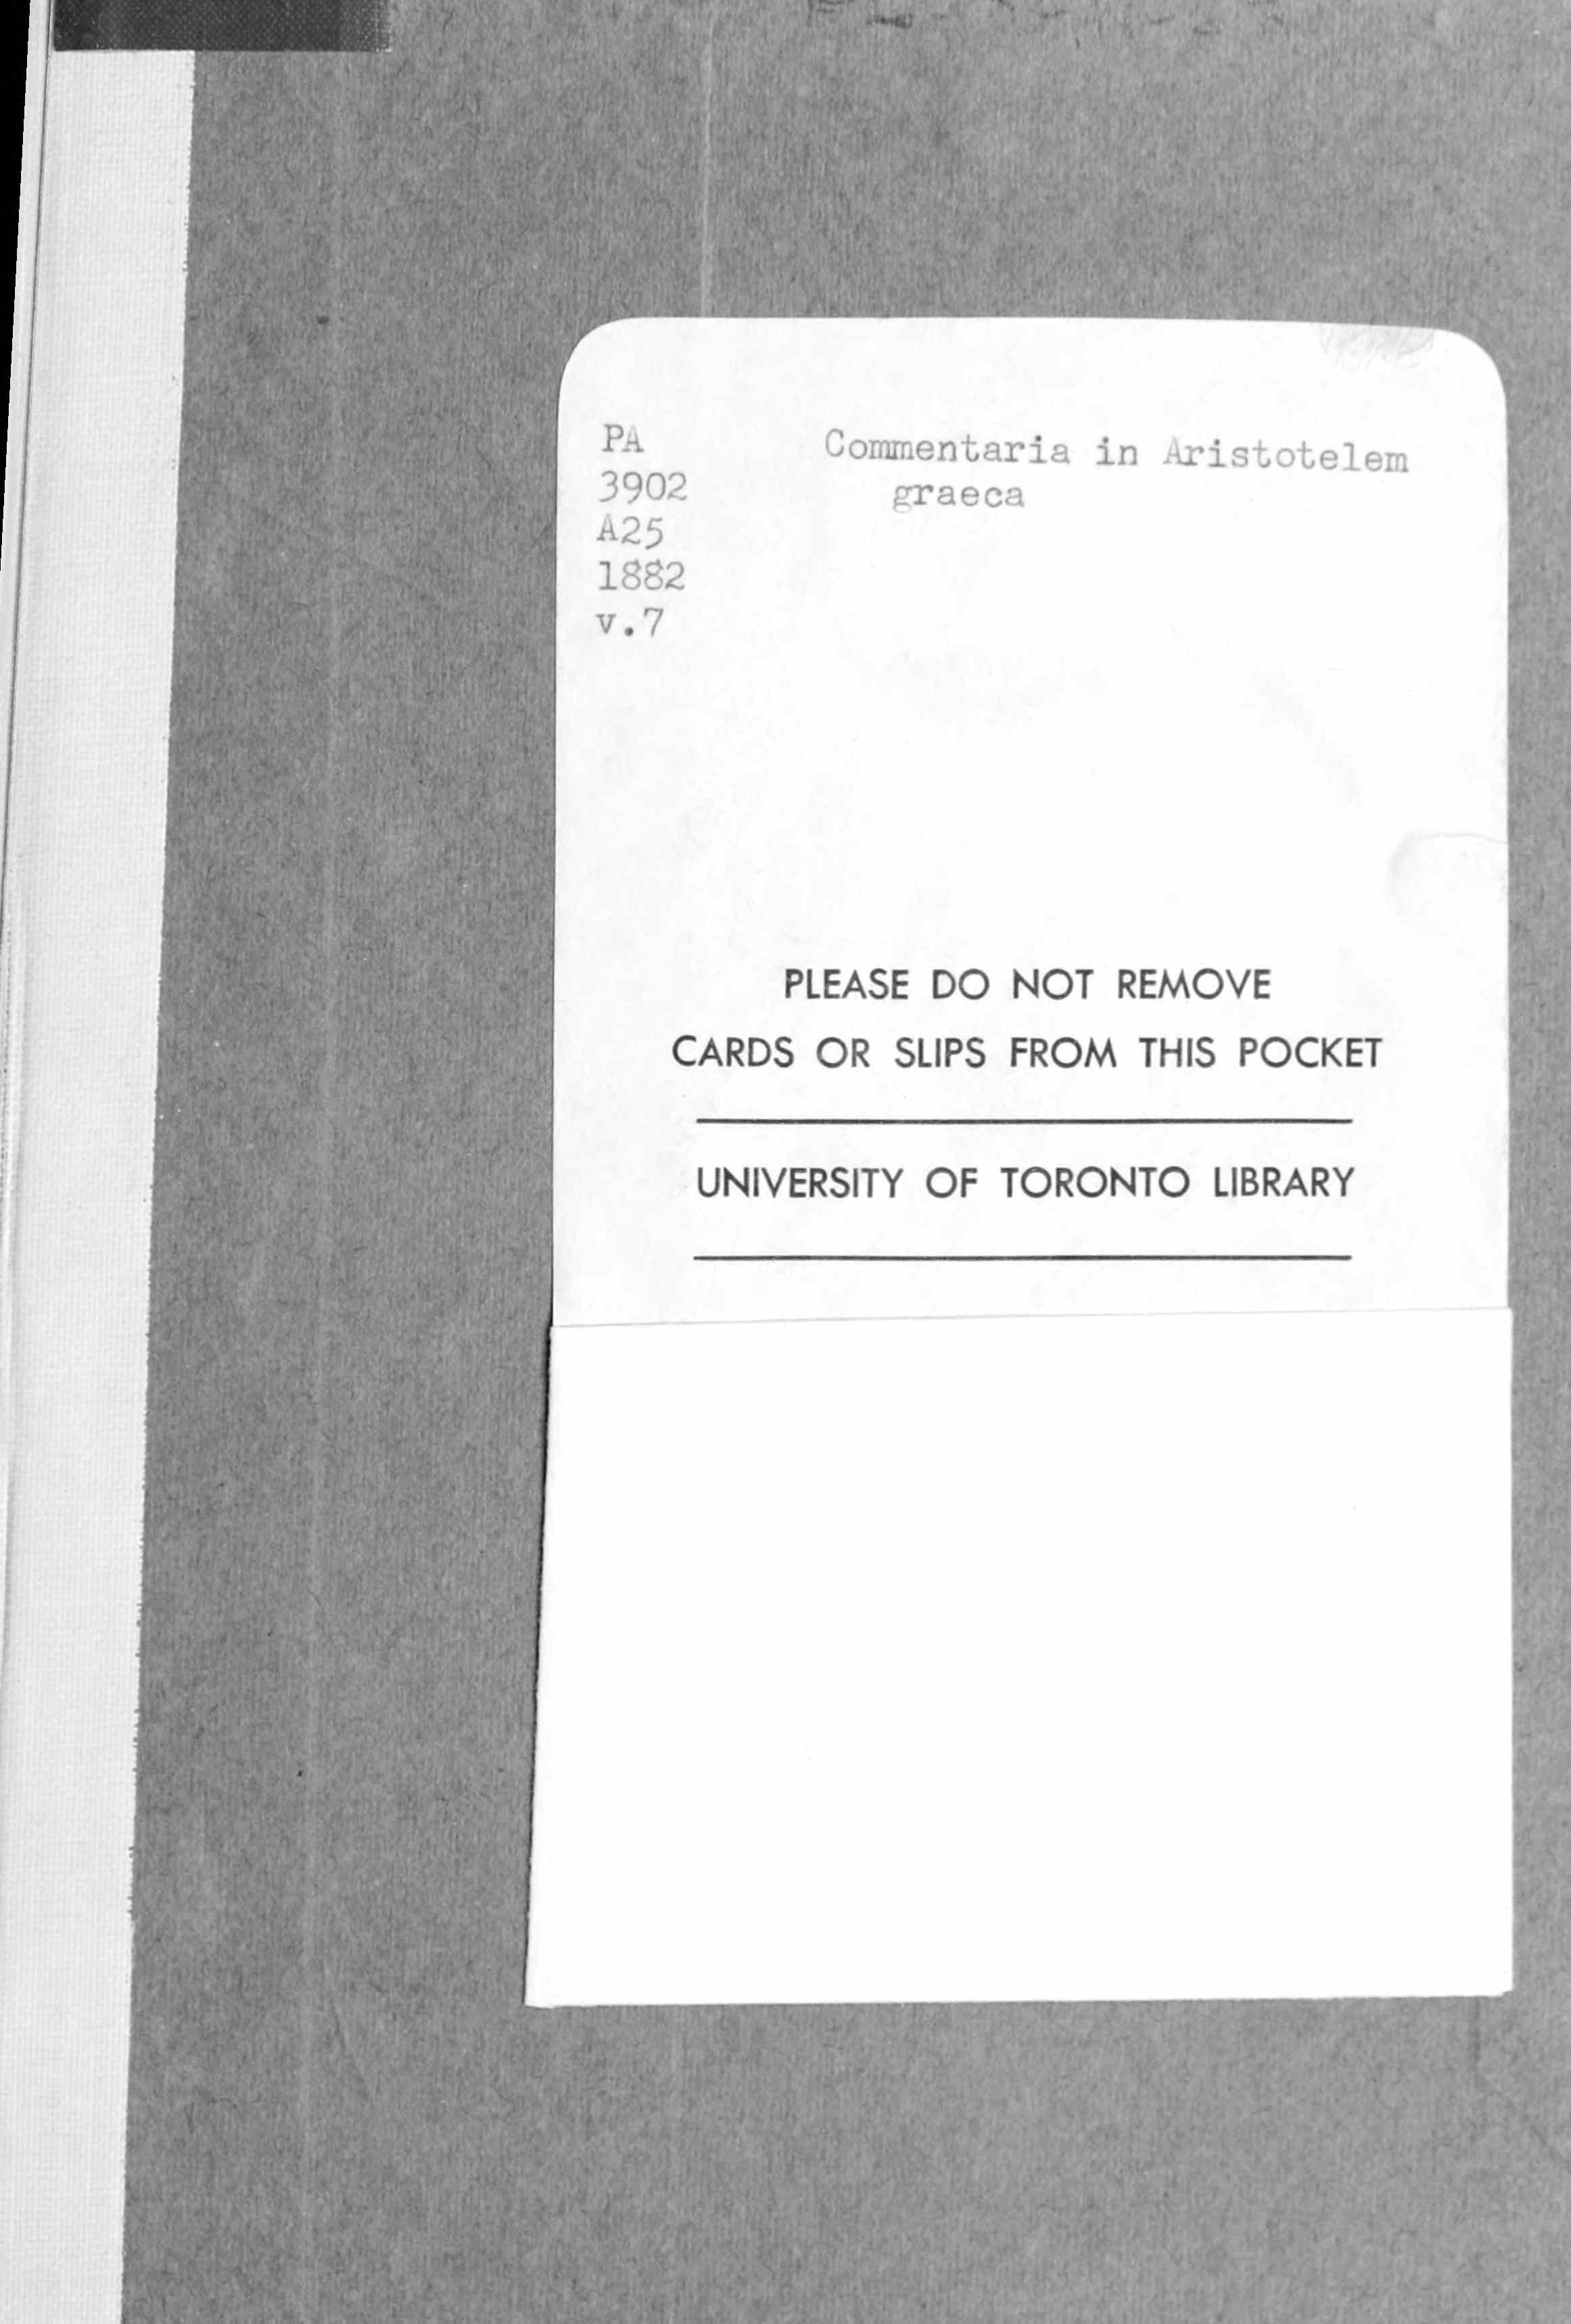 PA
3902
A25
1882
v.7
Commentaria in Aristotelem
graeca
PLEASE DO NOT REMOVE
CARDS OR SLIPS FROM THIS POCKET
UNIVERSITY OF TORONTO LIBRARY